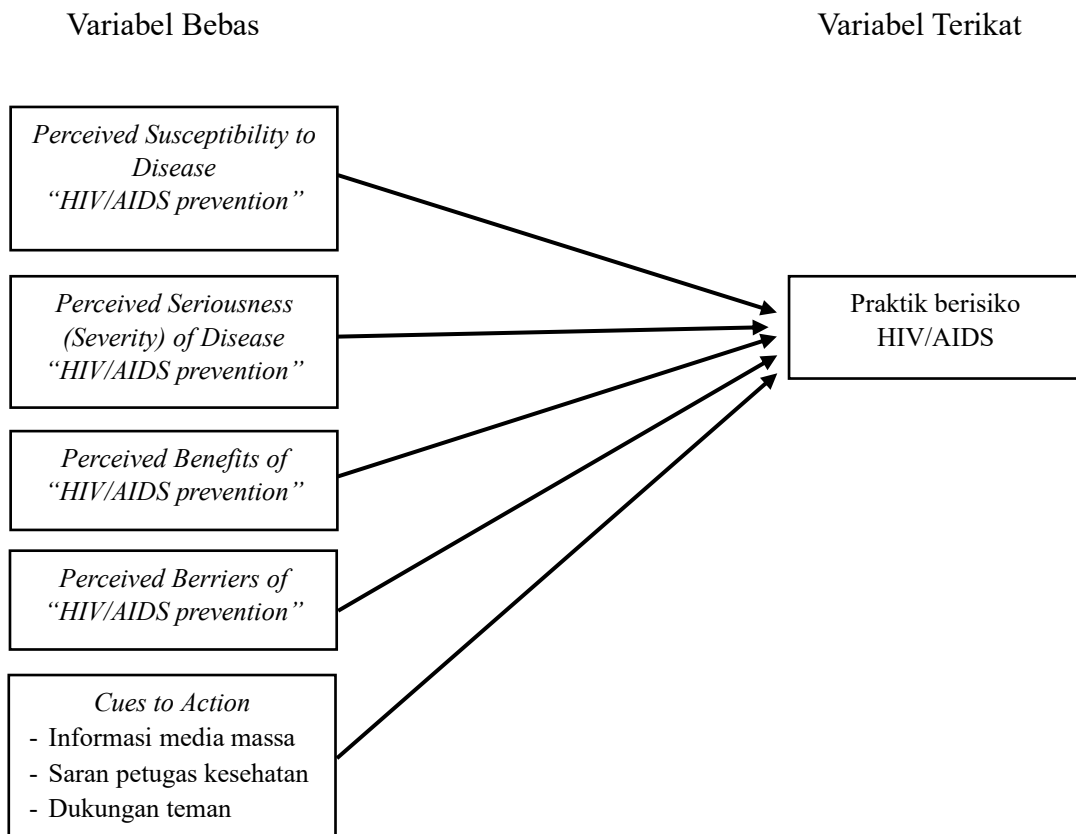 Variabel Bebas
Variabel Terikat
Perceived Susceptibility to
Disease
“HIV/AIDS prevention”
Perceived Seriousness
(Severity) of Disease
“HIV/AIDS prevention”
Perceived Benefits of
“HIV/AIDS prevention”
Perceived Berriers of
“HIV/AIDS prevention”
Cues to Action
- Informasi media massa
- Saran petugas kesehatan
- Dukungan teman
Praktik berisiko
HIV/AIDS